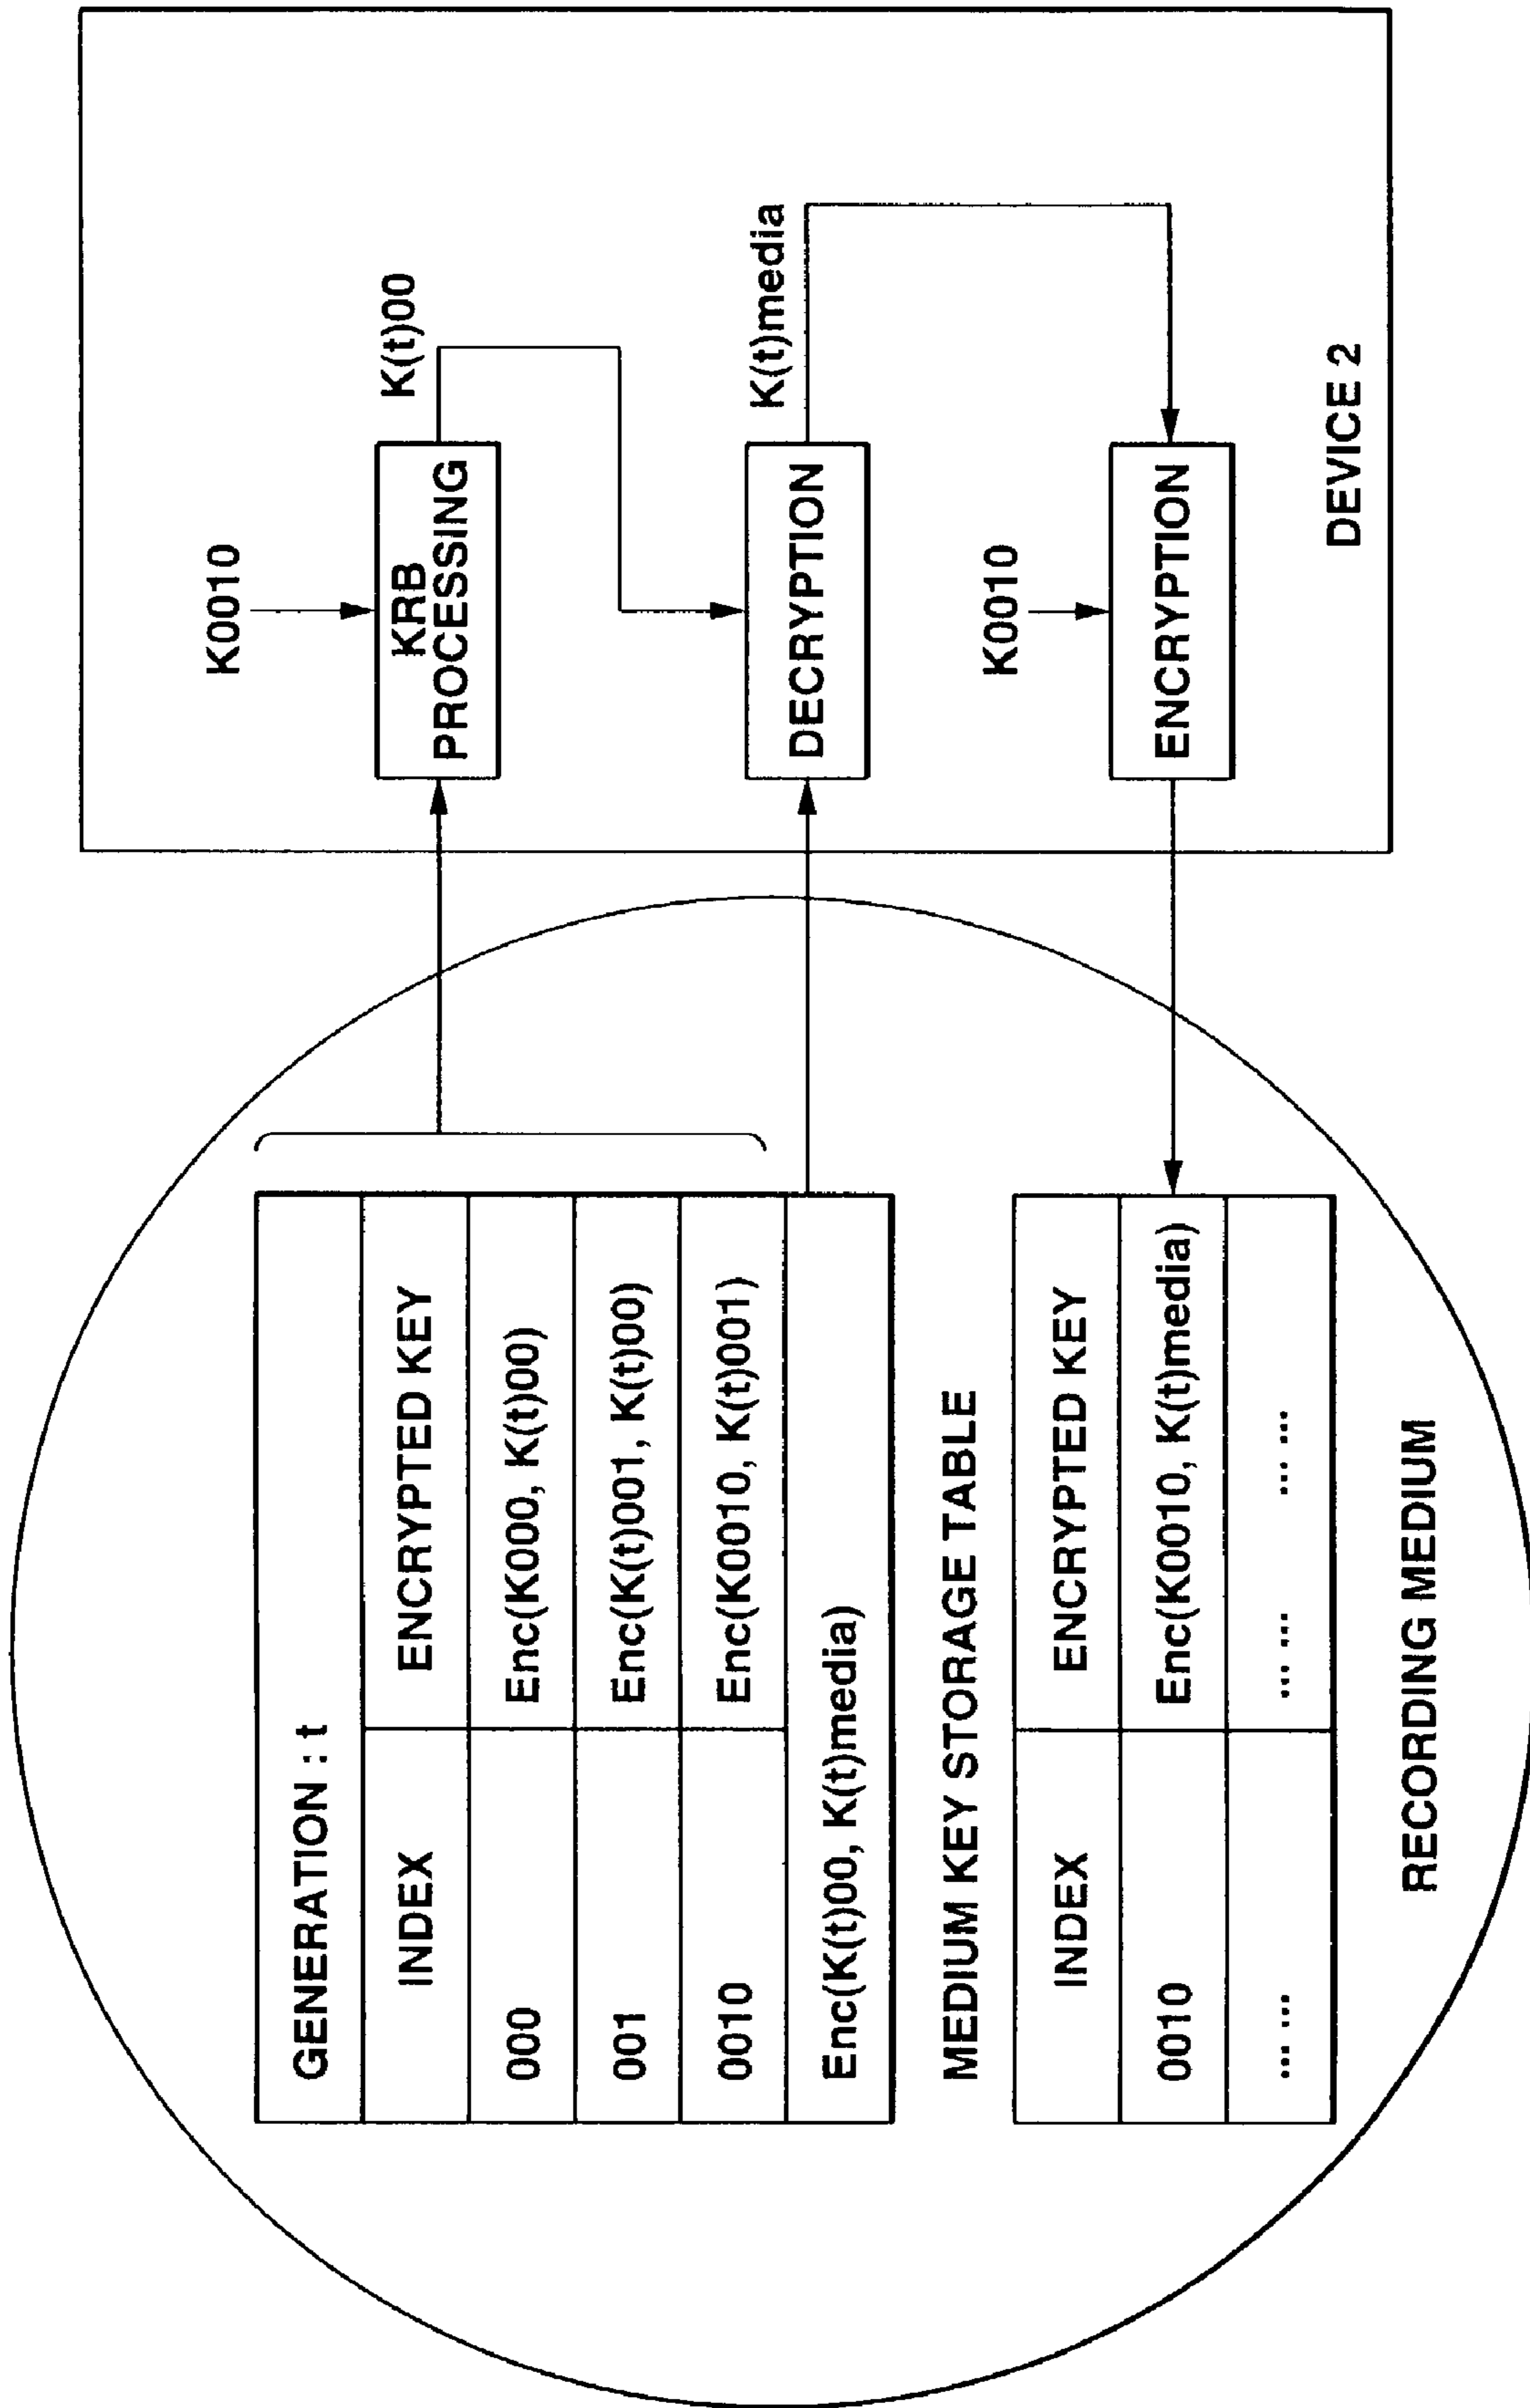 GENERATION : t
INDEX ENCRYPTED KEY
000 Enc(K000, K(t)00)
001 Enc(K(t)001, K(t)00)
0010 Enc(K0010, K(t)001)
Enc(K(t)00, K(t)media)
MEDIUM KEY STORAGE TABLE
INDEX ENCRYPTED KEY
0010 Enc(K0010, K(t)media)
... ... ... ... ... ...
RECORDING MEDIUM
K0010
KRB
PROCESSING
K(t)00
DECRYPTION
K(t)media
K0010
ENCRYPTION
DEVICE 2